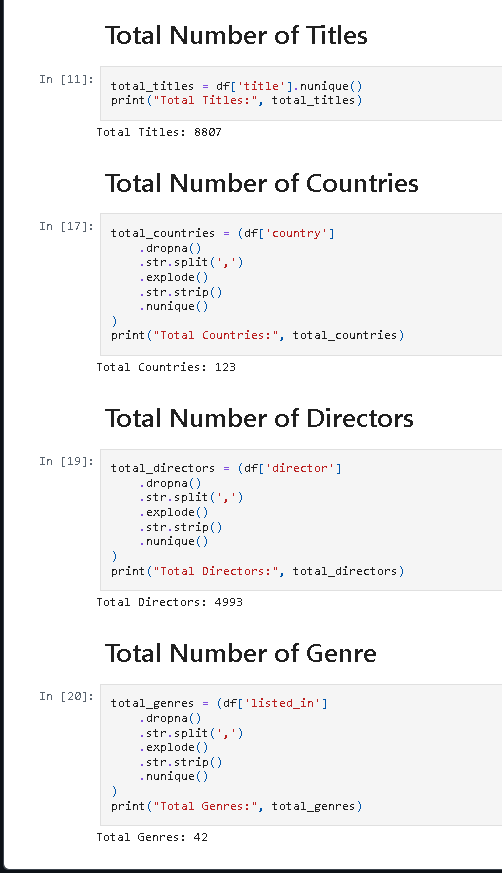 Total Number of Titles
In [11]:
total_titles = df['title'].nunique()
print("Total Titles:", total_titles)
Total Titles: 8807
Total Number of Countries
In [17]:
total_countries = (df['country']
    .dropna()
    .str.split(',')
    .explode()
    .str.strip()
    .nunique()
)
print("Total Countries:", total_countries)
Total Countries: 123
Total Number of Directors
In [19]:
total_directors = (df['director']
    .dropna()
    .str.split(',')
    .explode()
    .str.strip()
    .nunique()
)
print("Total Directors:", total_directors)
Total Directors: 4993
Total Number of Genre
In [20]:
total_genres = (df['listed_in']
    .dropna()
    .str.split(',')
    .explode()
    .str.strip()
    .nunique()
)
print("Total Genres:", total_genres)
Total Genres: 42